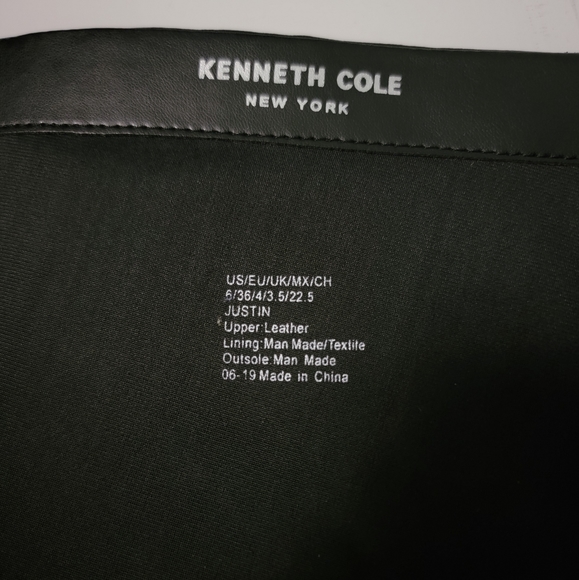 KENNETH COLE
NEW YORK
US/EU/UK/MX/CH
6/36/4/3.5/22.5
JUSTIN
Upper:Leather
Lining:Man Made/Textile
Outsole:Man Made
06-19 Made in China